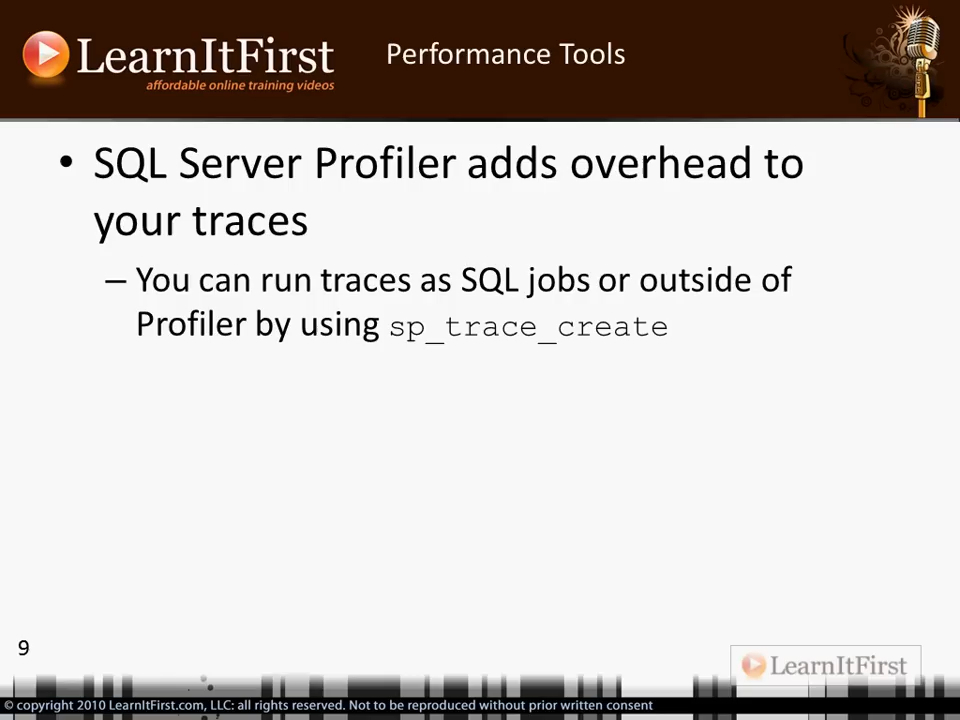 LearnItFirst
affordable online training videos
Performance Tools
• SQL Server Profiler adds overhead to
your traces
– You can run traces as SQL jobs or outside of
Profiler by using sp_trace_create
9
LearnItFirst
© copyright 2010 LearnItFirst.com, LLC: all rights reserved. Not to be reproduced without prior written consent